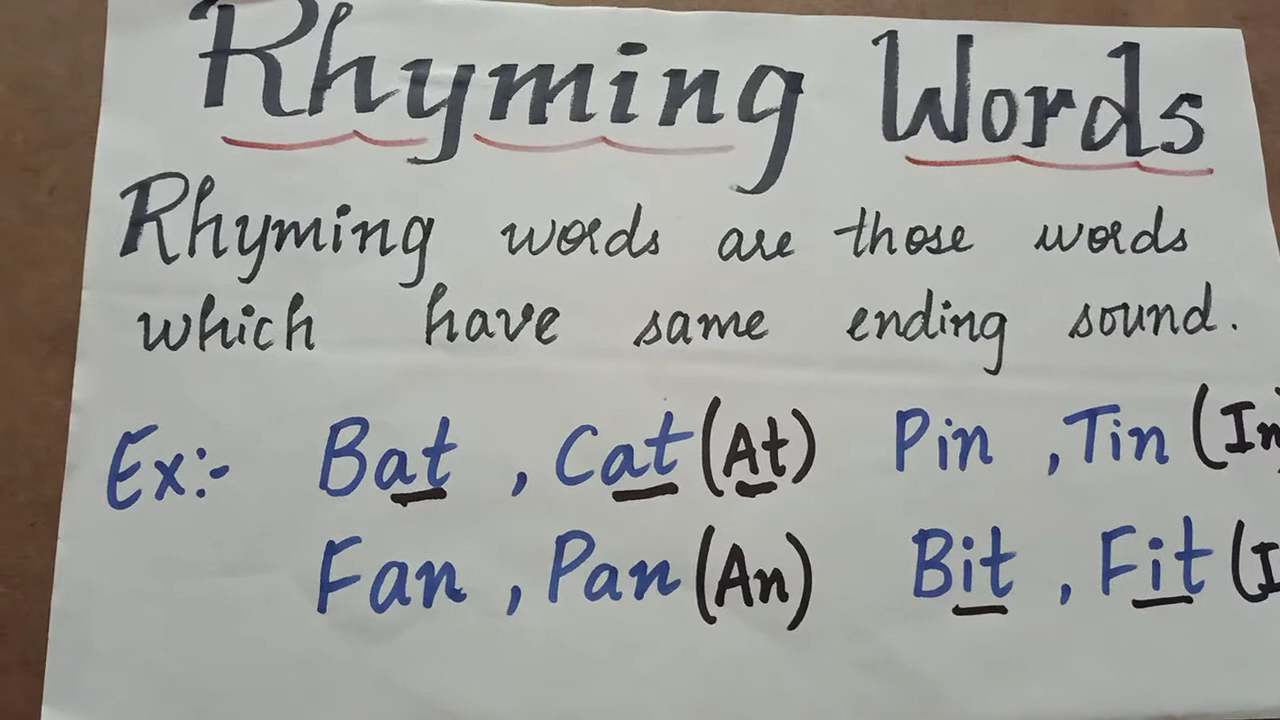 Rhyming Words
Rhyming words are those words
which have same ending sound.
Ex:- Bat , Cat (At) Pin , Tin (In)
Fan , Pan (An) Bit , Fit (I